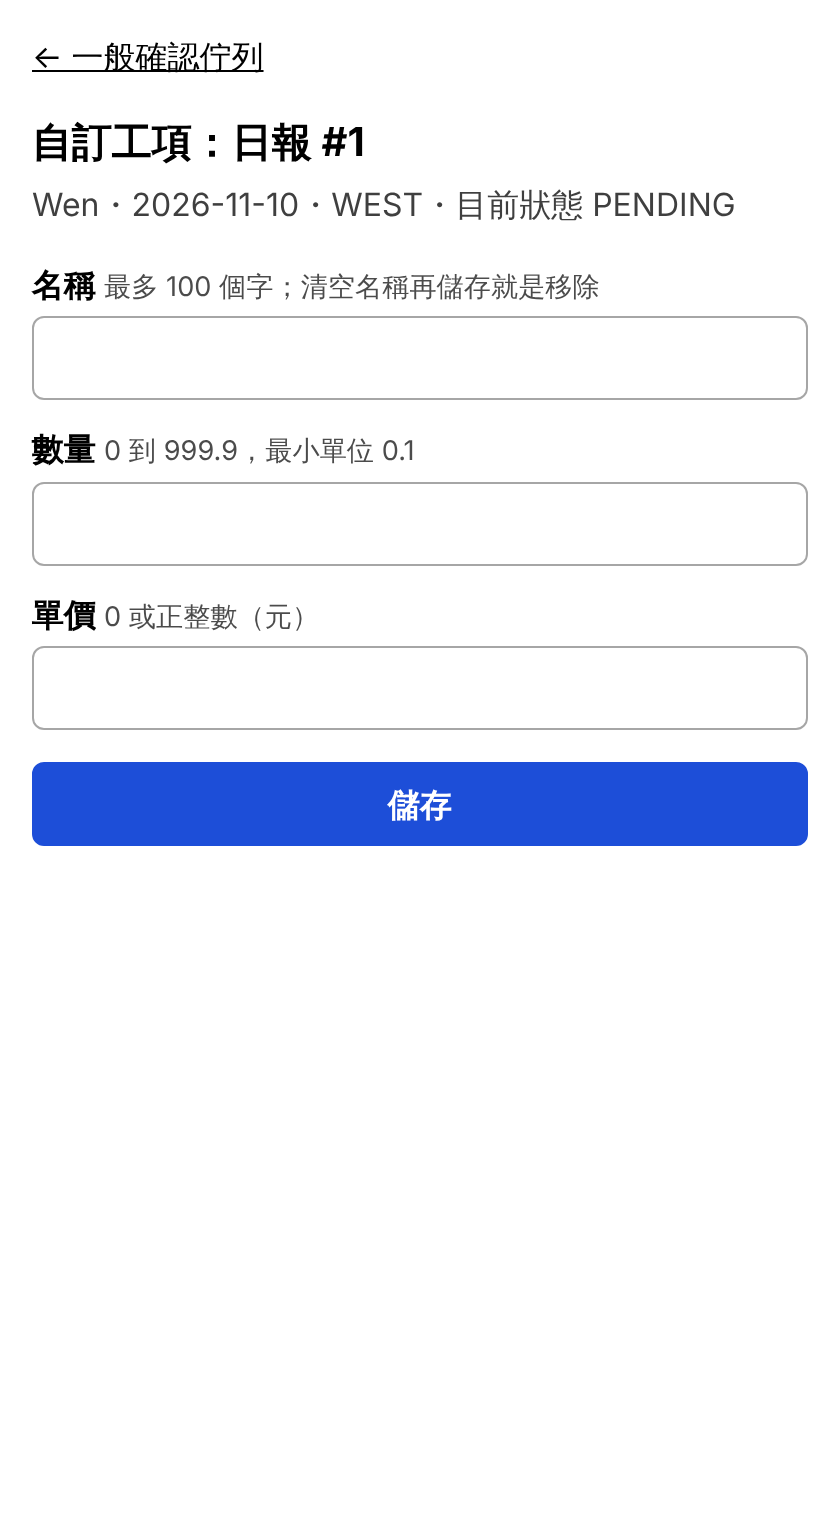 ← 一般確認佇列
自訂工項：日報 #1
Wen・2026-11-10・WEST・目前狀態 PENDING
名稱 最多 100 個字；清空名稱再儲存就是移除
數量 0 到 999.9，最小單位 0.1
單價 0 或正整數（元）
儲存